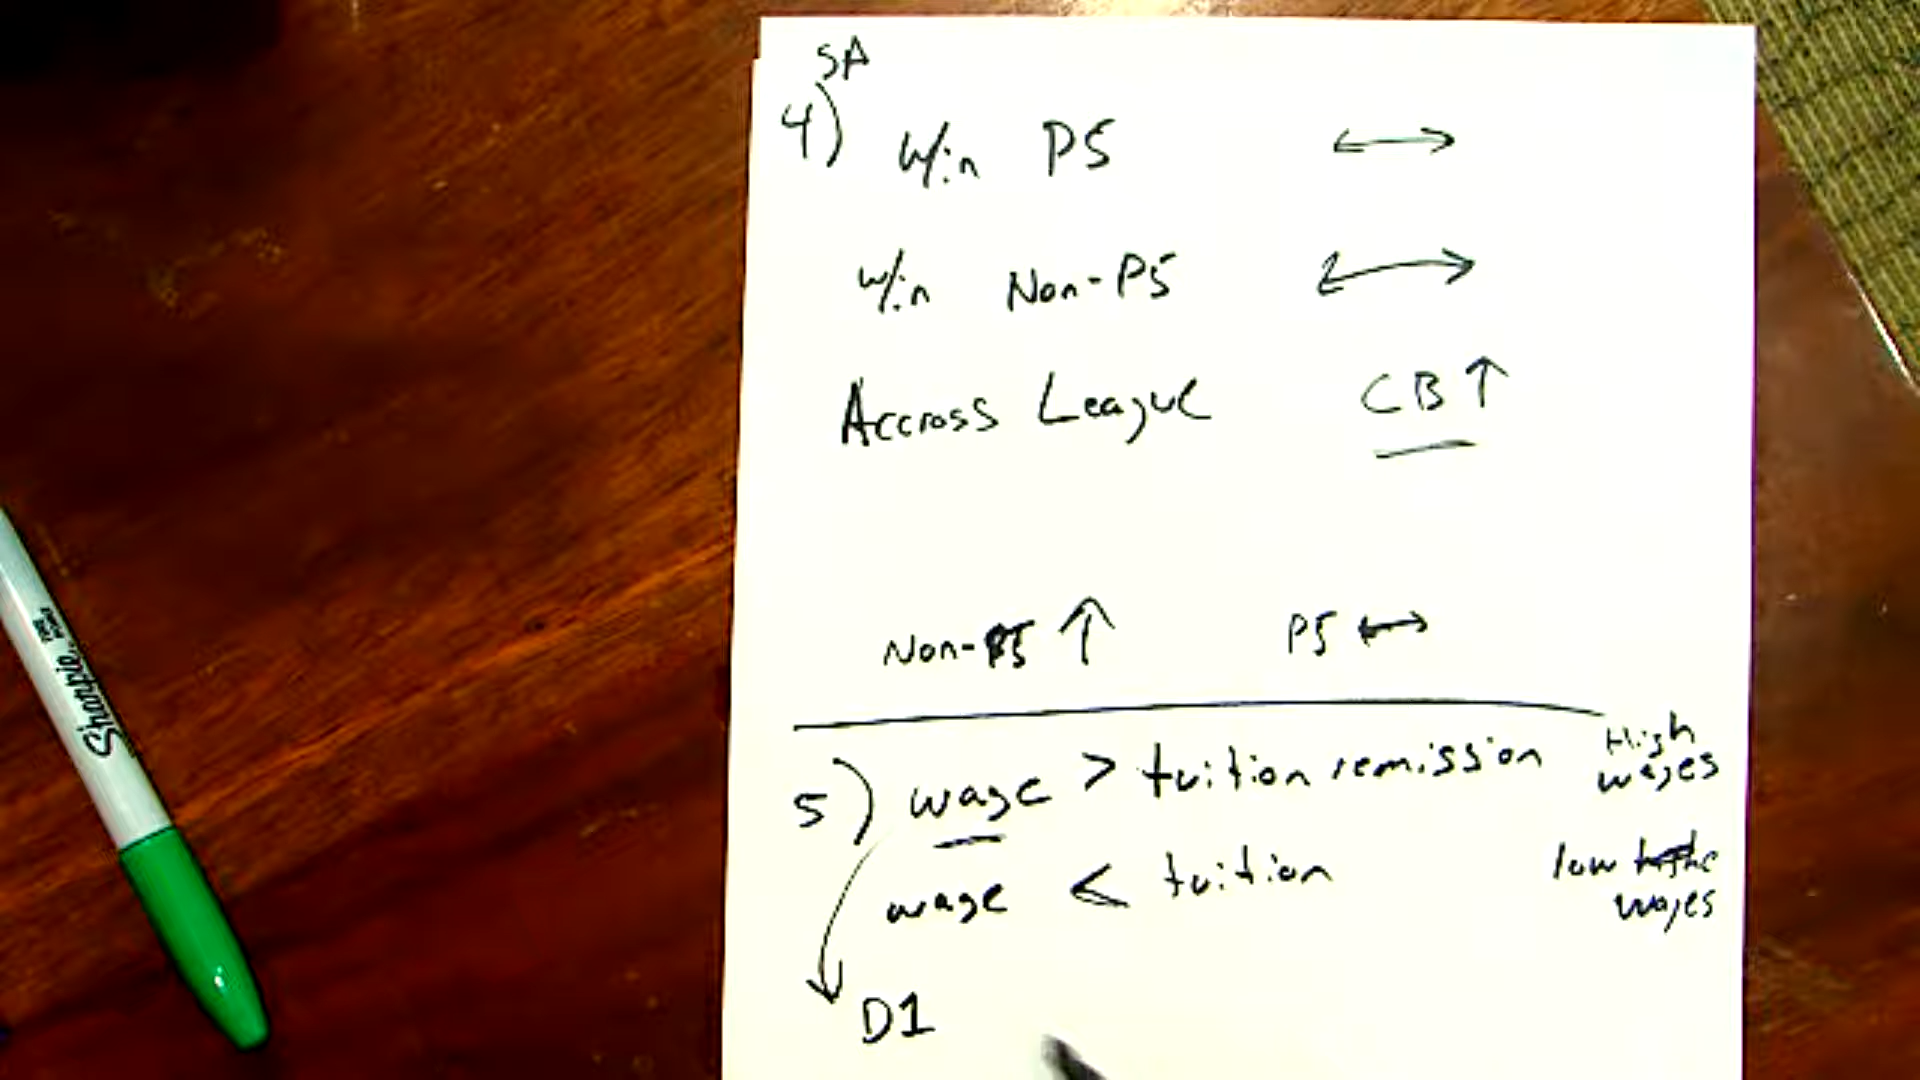 SA
4) w/in P5 ↔
w/in Non-P5 ↔
Accross League CB↑
Non-P5 ↑ P5 ↔
5) wage > tuition remission High wages
wage < tuition low wages
D1
Sharpie